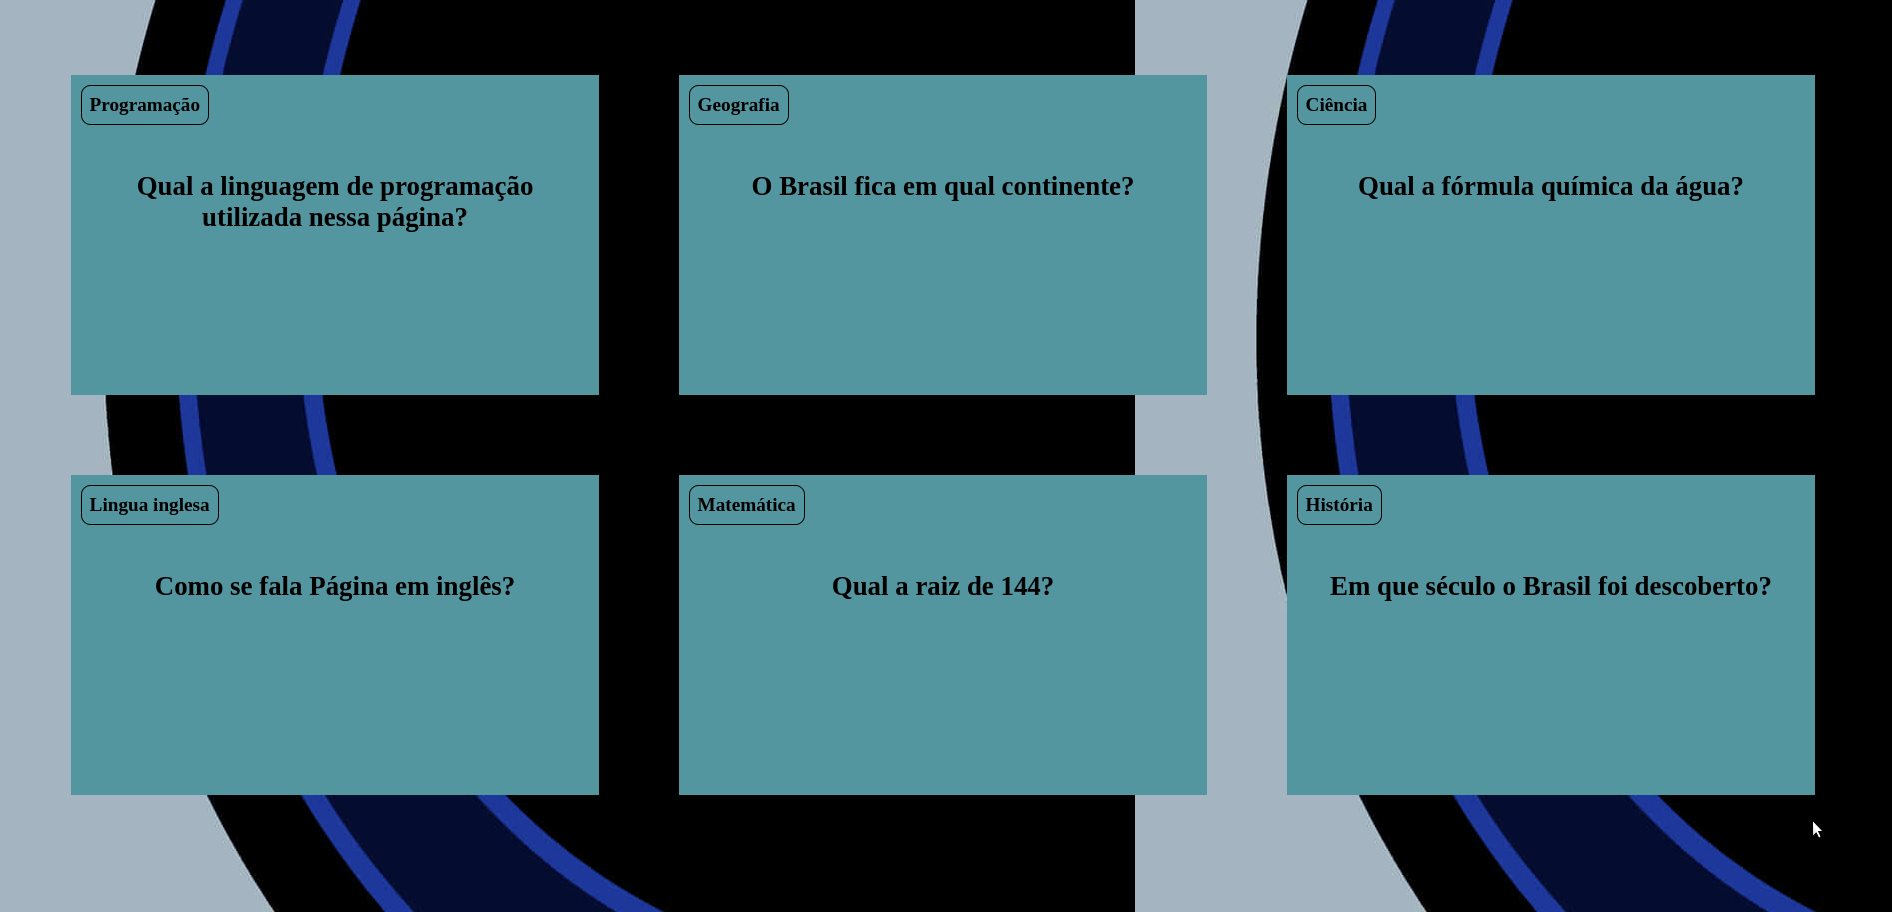 Programação
Qual a linguagem de programação
utilizada nessa página?
Geografia
O Brasil fica em qual continente?
Ciência
Qual a fórmula química da água?
Lingua inglesa
Como se fala Página em inglês?
Matemática
Qual a raiz de 144?
História
Em que século o Brasil foi descoberto?